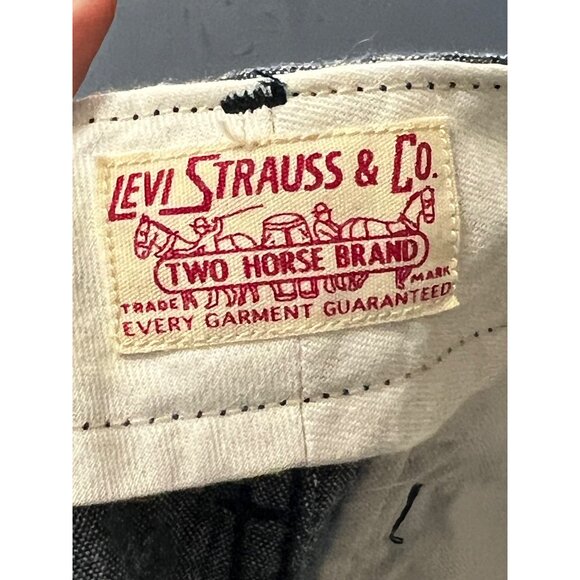 LEVI STRAUSS & CO.
TWO HORSE BRAND
TRADE MARK
EVERY GARMENT GUARANTEED